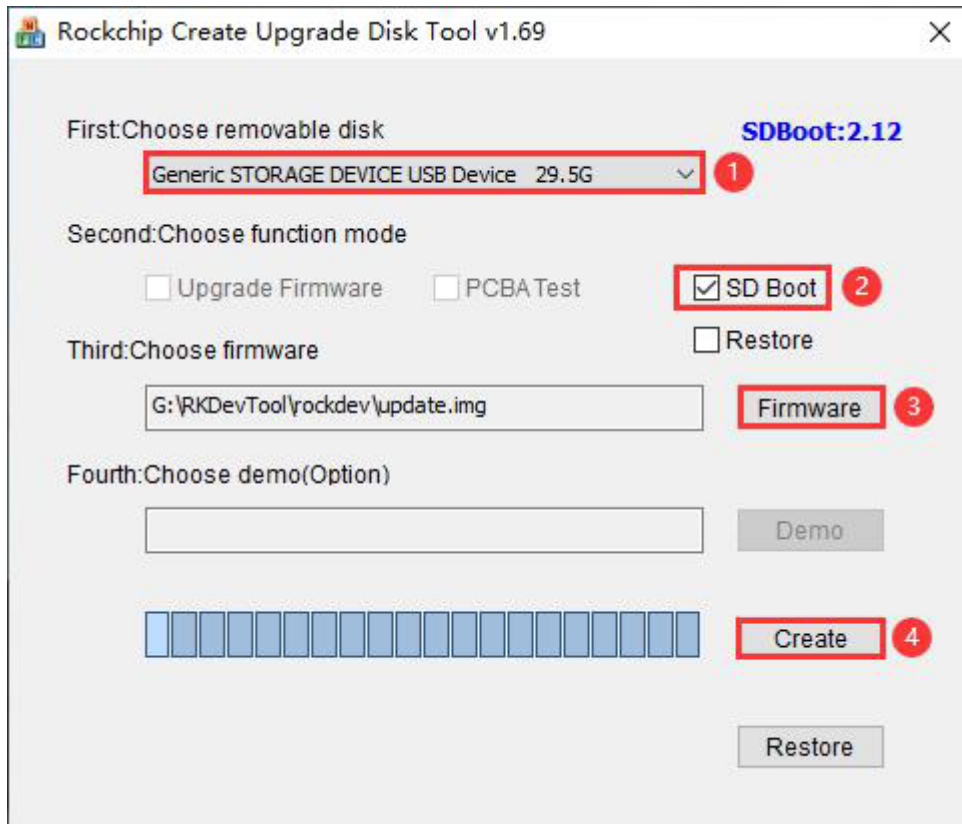 Rockchip Create Upgrade Disk Tool v1.69
First:Choose removable disk
SDBoot:2.12
Generic STORAGE DEVICE USB Device 29.5G
1
Second:Choose function mode
Upgrade Firmware
PCBA Test
SD Boot
2
Restore
Third:Choose firmware
G:\RKDevTool\rockdev\update.img
Firmware
3
Fourth:Choose demo(Option)
Demo
Create
4
Restore